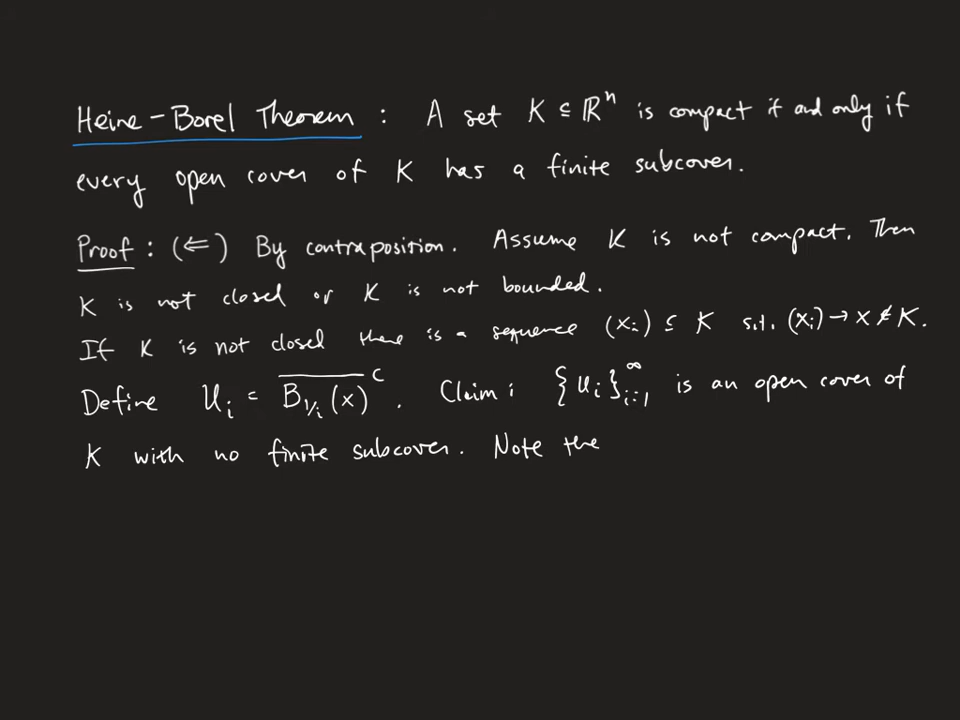 Heine-Borel Theorem : A set K ⊆ ℝⁿ is compact if and only if
every open cover of K has a finite subcover.
Proof : (⇐) By contraposition. Assume K is not compact. Then
K is not closed or K is not bounded.
If K is not closed there is a sequence (xᵢ) ⊆ K s.t. (xᵢ) → x ∉ K.
Define Uᵢ = \overline{B_{1/i}(x)}^c. Claim: {Uᵢ}_{i=1}^∞ is an open cover of
K with no finite subcover. Note the